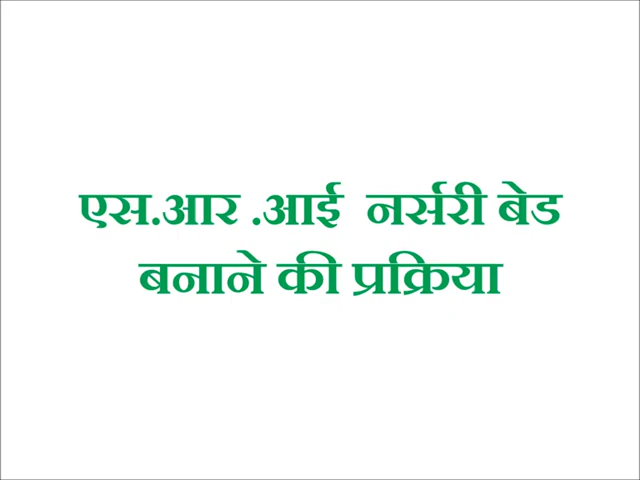 एस.आर .आई  नर्सरी बेड
बनाने की प्रक्रिया